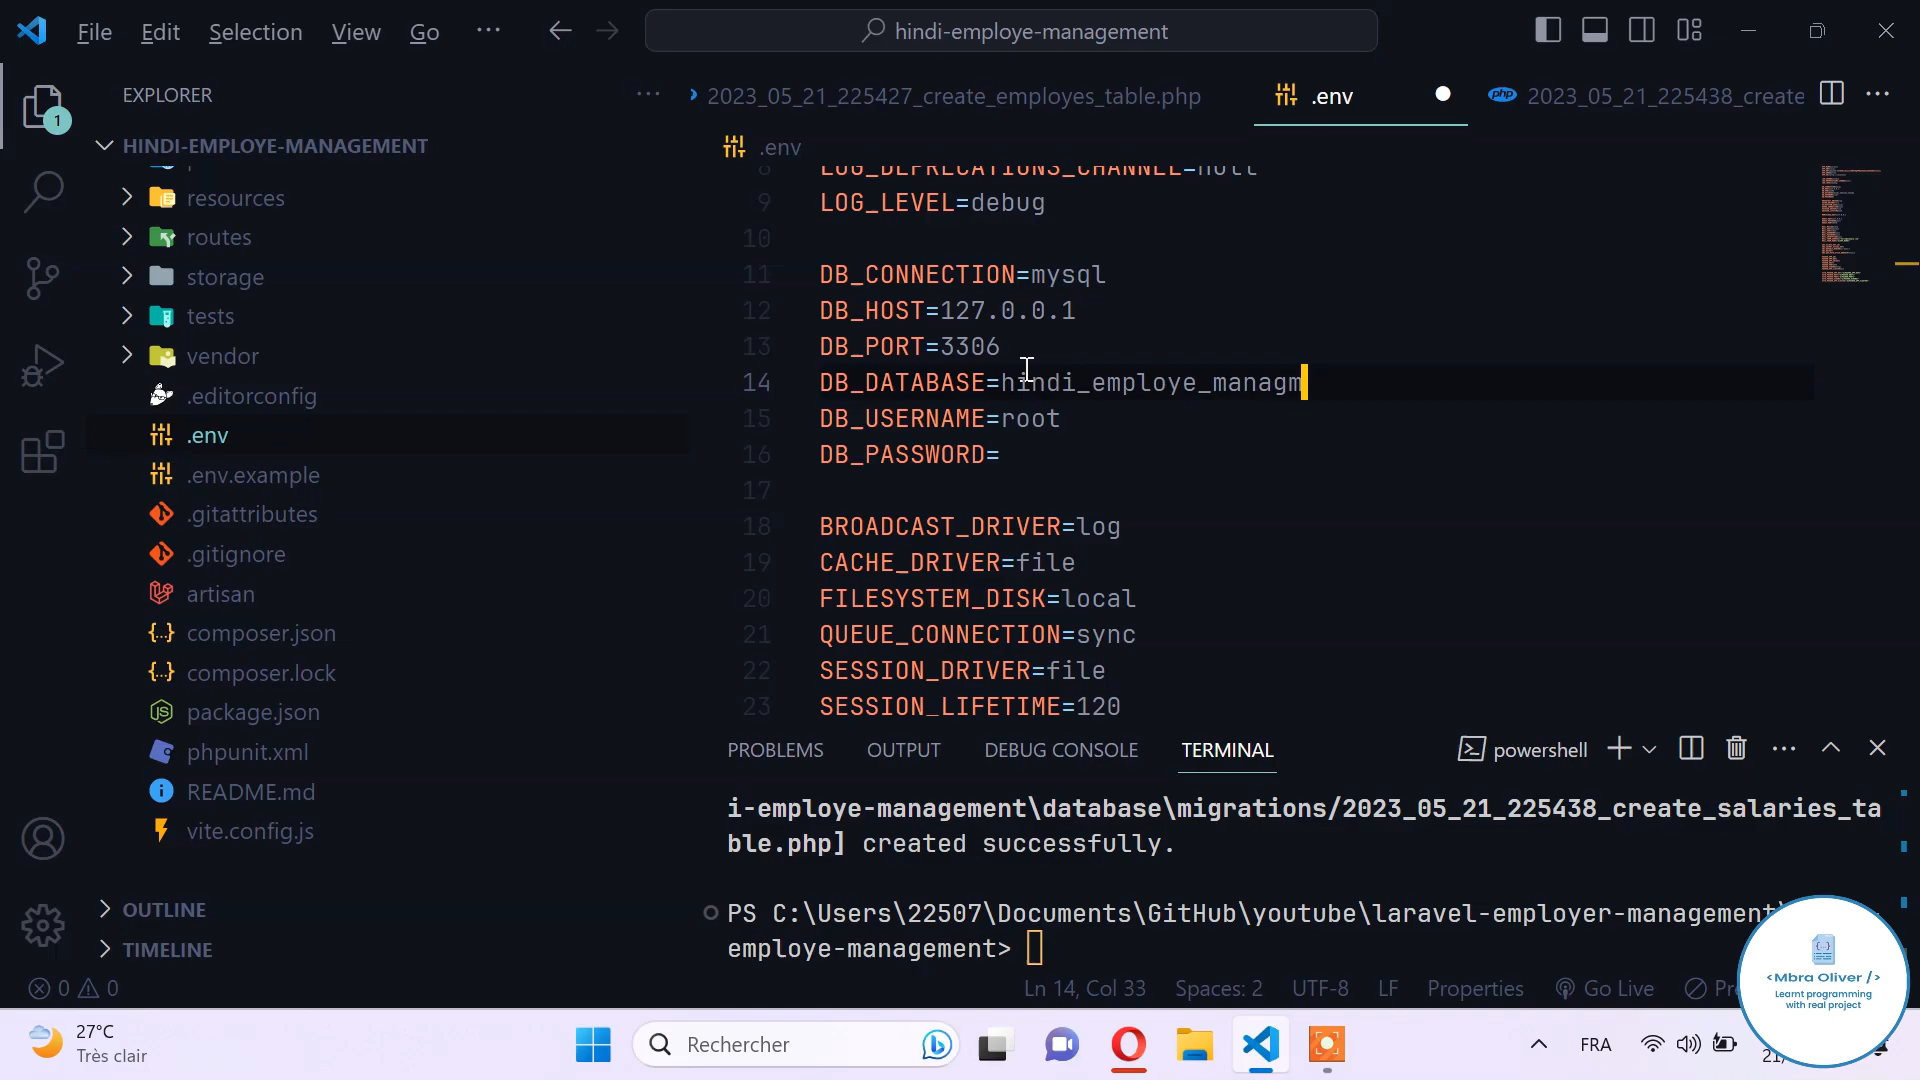 File Edit Selection View Go ··· hindi-employe-management
EXPLORER ···
2023_05_21_225427_create_employes_table.php .env 2023_05_21_225438_create ···
HINDI-EMPLOYE-MANAGEMENT
.env
resources
routes
storage
tests
vendor
.editorconfig
.env
.env.example
.gitattributes
.gitignore
artisan
composer.json
composer.lock
package.json
phpunit.xml
README.md
vite.config.js
OUTLINE
TIMELINE
1
8 LOG_DEPRECATIONS_CHANNEL=null
9 LOG_LEVEL=debug
10
11 DB_CONNECTION=mysql
12 DB_HOST=127.0.0.1
13 DB_PORT=3306
14 DB_DATABASE=hindi_employe_managm
15 DB_USERNAME=root
16 DB_PASSWORD=
17
18 BROADCAST_DRIVER=log
19 CACHE_DRIVER=file
20 FILESYSTEM_DISK=local
21 QUEUE_CONNECTION=sync
22 SESSION_DRIVER=file
23 SESSION_LIFETIME=120
PROBLEMS OUTPUT DEBUG CONSOLE TERMINAL powershell ···
i-employe-management\database\migrations/2023_05_21_225438_create_salaries_ta
ble.php] created successfully.
PS C:\Users\22507\Documents\GitHub\youtube\laravel-employer-management\
employe-management>
0 0 Ln 14, Col 33 Spaces: 2 UTF-8 LF Properties Go Live
<Mbra Oliver />
Learnt programming
with real project
27°C
Très clair
Rechercher
FRA